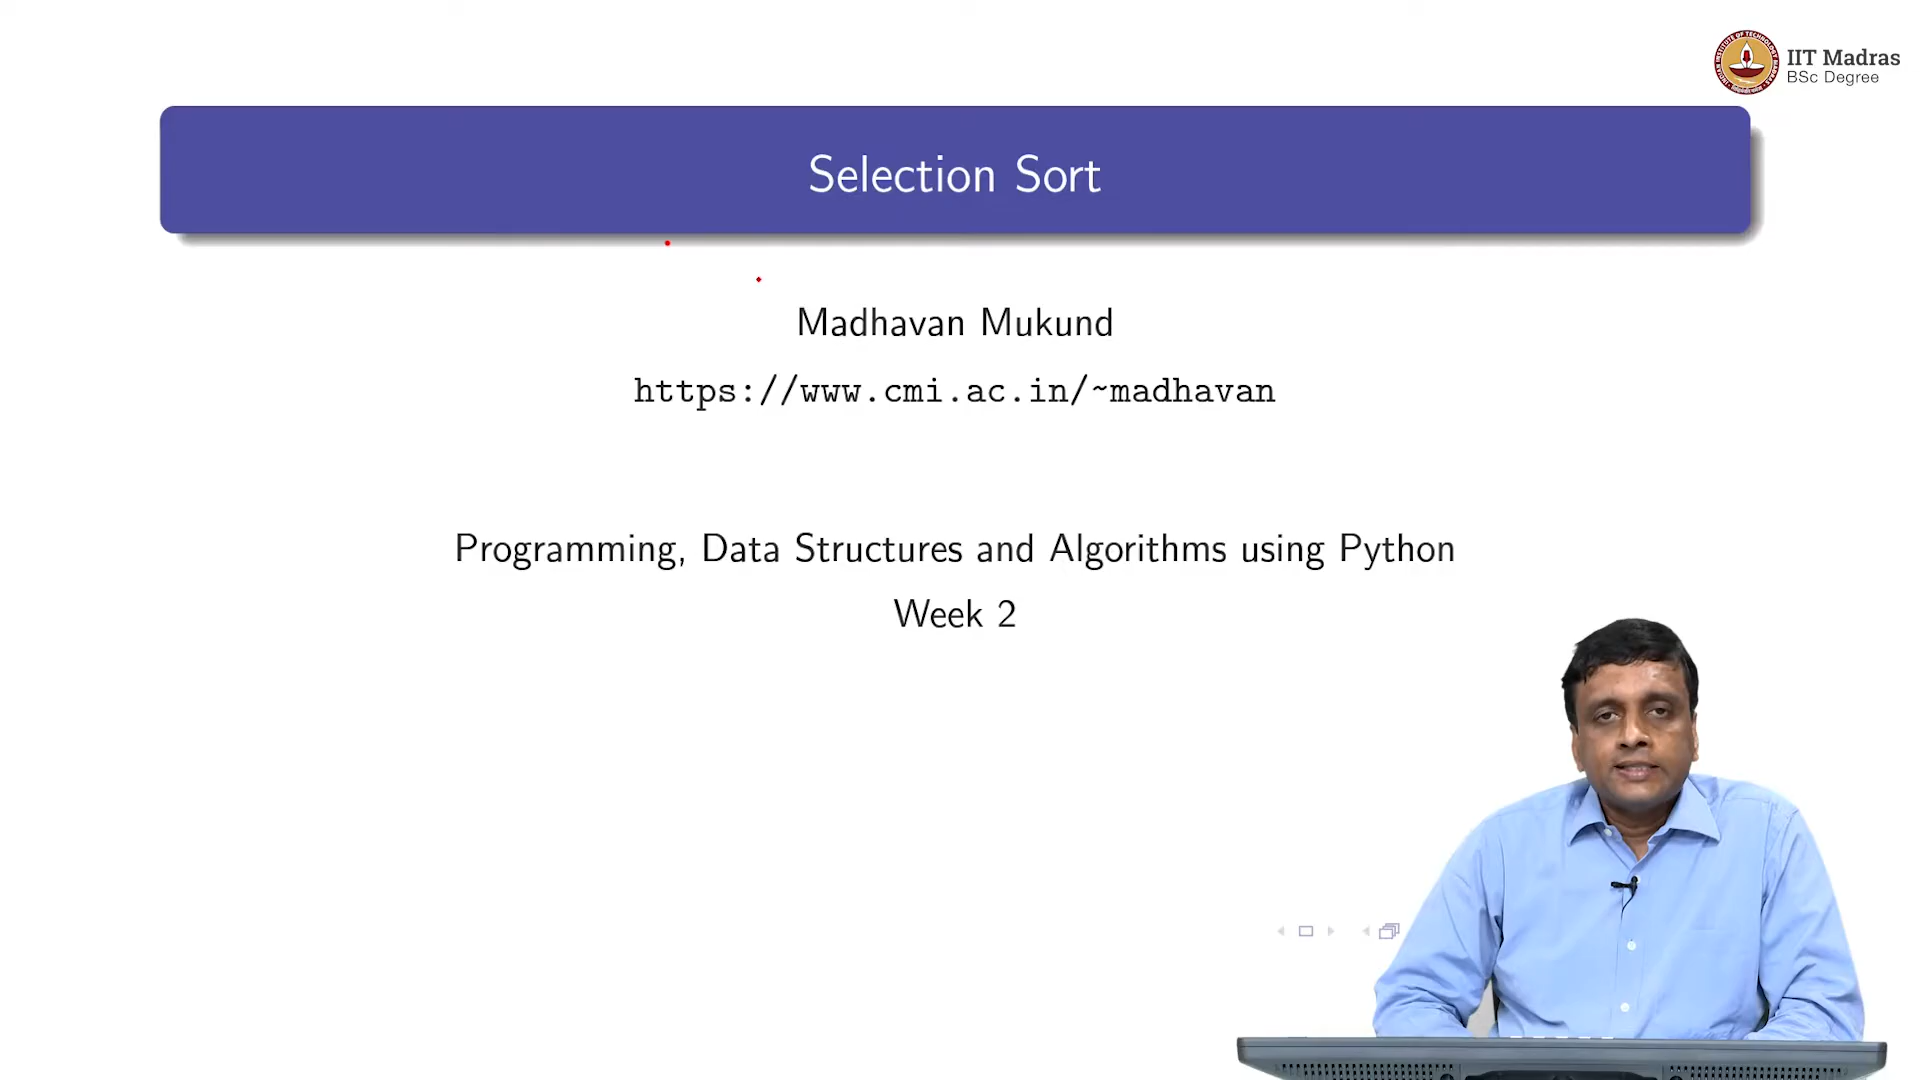 IIT Madras
BSc Degree
Selection Sort
Madhavan Mukund
https://www.cmi.ac.in/~madhavan
Programming, Data Structures and Algorithms using Python
Week 2